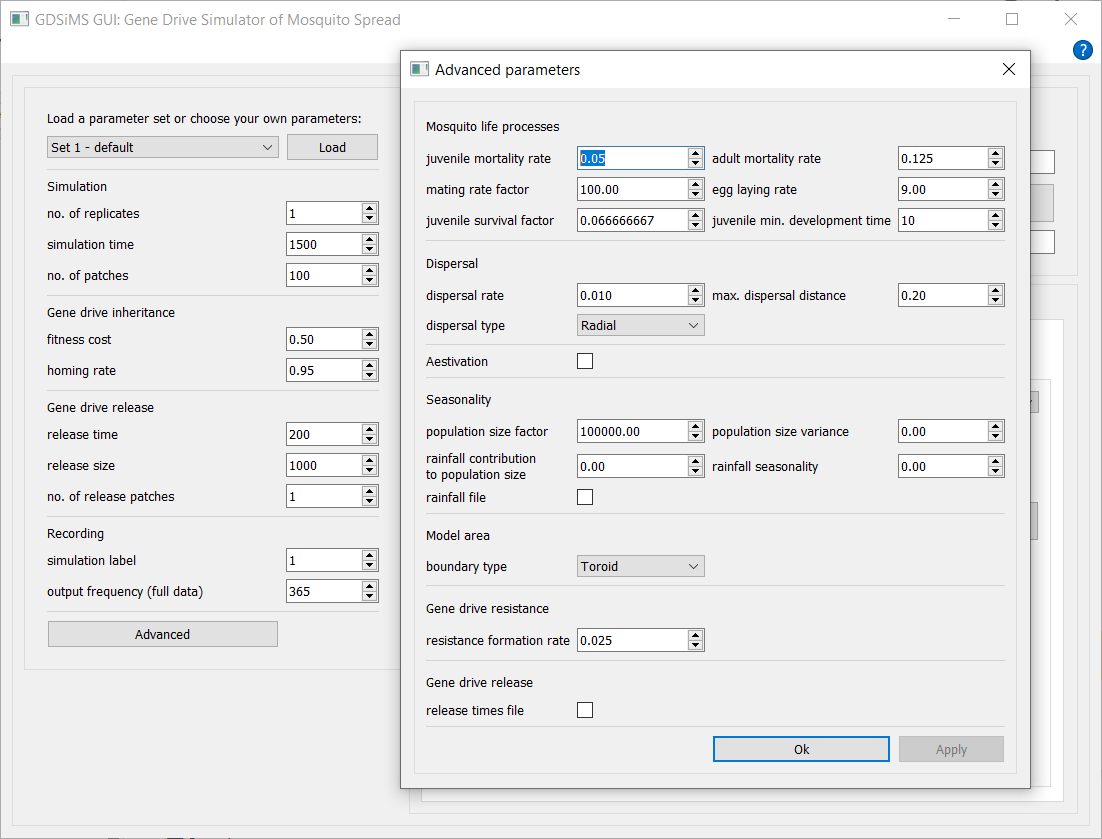 GDSiMS GUI: Gene Drive Simulator of Mosquito Spread
?
Load a parameter set or choose your own parameters:
Set 1 - default
Load
Simulation
no. of replicates 1
simulation time 1500
no. of patches 100
Gene drive inheritance
fitness cost 0.50
homing rate 0.95
Gene drive release
release time 200
release size 1000
no. of release patches 1
Recording
simulation label 1
output frequency (full data) 365
Advanced
Advanced parameters
Mosquito life processes
juvenile mortality rate 0.05 adult mortality rate 0.125
mating rate factor 100.00 egg laying rate 9.00
juvenile survival factor 0.066666667 juvenile min. development time 10
Dispersal
dispersal rate 0.010 max. dispersal distance 0.20
dispersal type Radial
Aestivation
Seasonality
population size factor 100000.00 population size variance 0.00
rainfall contribution
to population size 0.00 rainfall seasonality 0.00
rainfall file
Model area
boundary type Toroid
Gene drive resistance
resistance formation rate 0.025
Gene drive release
release times file
Ok Apply